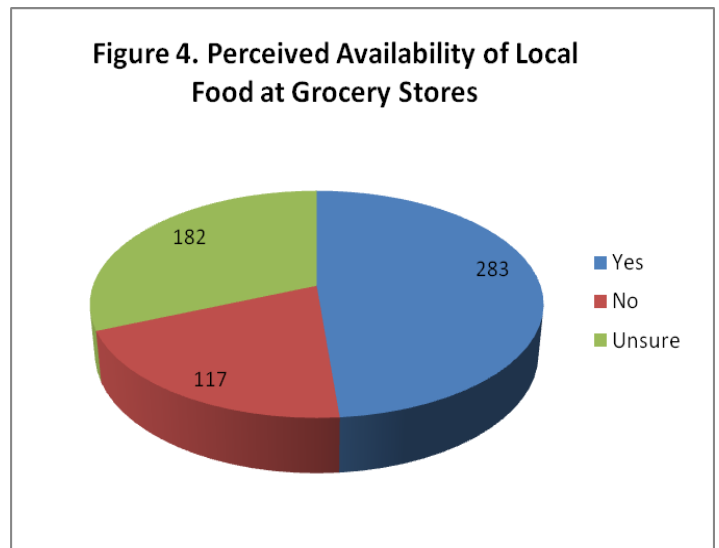 Figure 4. Perceived Availability of Local
Food at Grocery Stores
182
283
117
Yes
No
Unsure